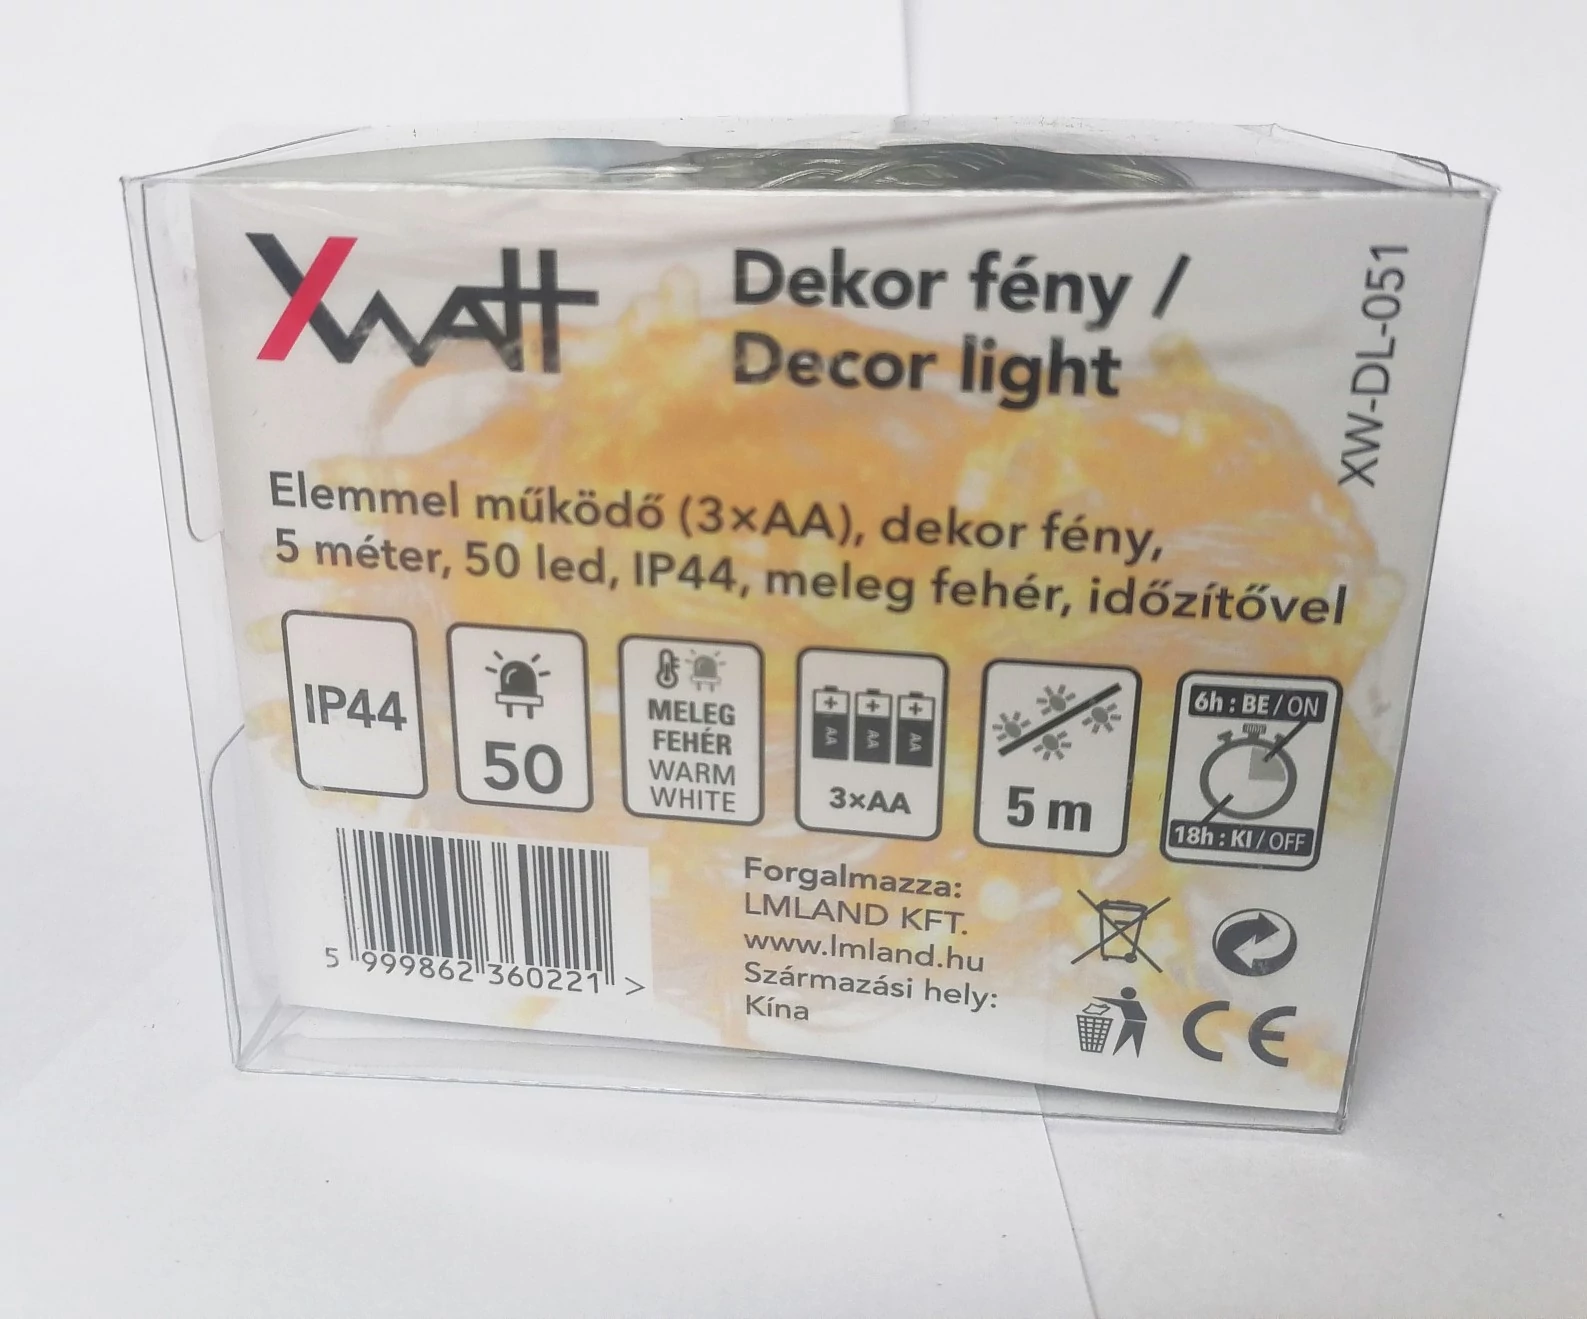 Xwatt
Dekor fény /
Decor light
XW-DL-051
Elemmel működő (3×AA), dekor fény,
5 méter, 50 led, IP44, meleg fehér, időzítővel
IP44
50
MELEG
FEHÉR
WARM
WHITE
+ + +
AA AA AA
3×AA
5 m
6h : BE / ON
18h : KI / OFF
5 999862 360221 >
Forgalmazza:
LMLAND KFT.
www.lmland.hu
Származási hely:
Kína
CE